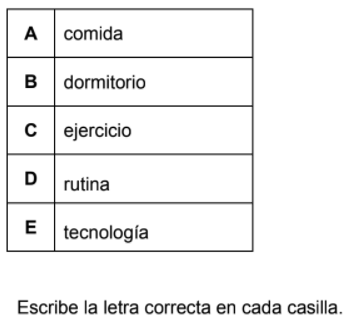 A comida
B dormitorio
C ejercicio
D rutina
E tecnología
Escribe la letra correcta en cada casilla.